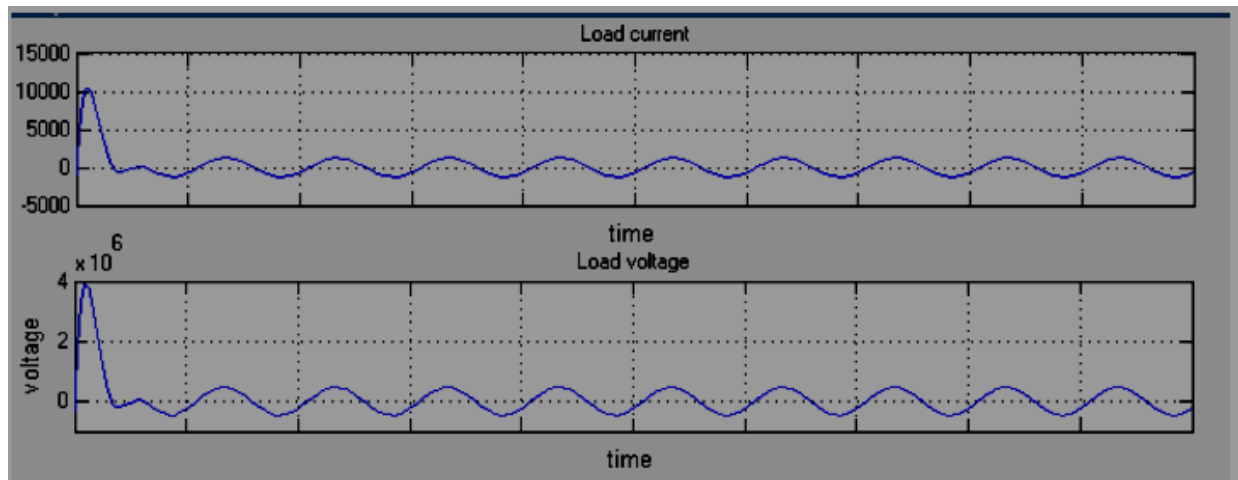 Load current
15000
10000
5000
0
-5000
time
x 10 6
Load voltage
4
2
0
voltage
time